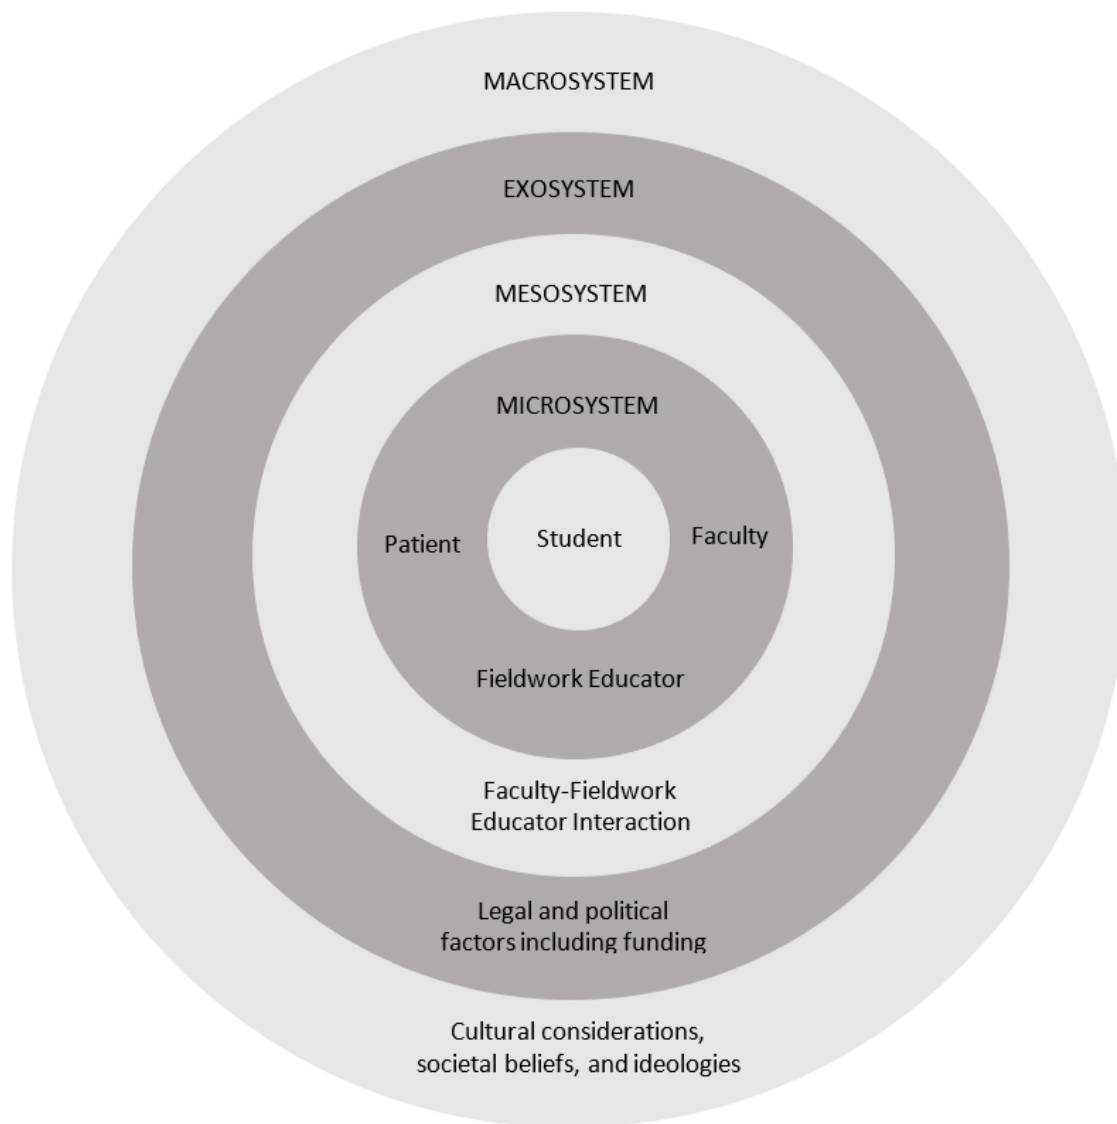 MACROSYSTEM
EXOSYSTEM
MESOSYSTEM
MICROSYSTEM
Patient
Student
Faculty
Fieldwork Educator
Faculty-Fieldwork
Educator Interaction
Legal and political
factors including funding
Cultural considerations,
societal beliefs, and ideologies